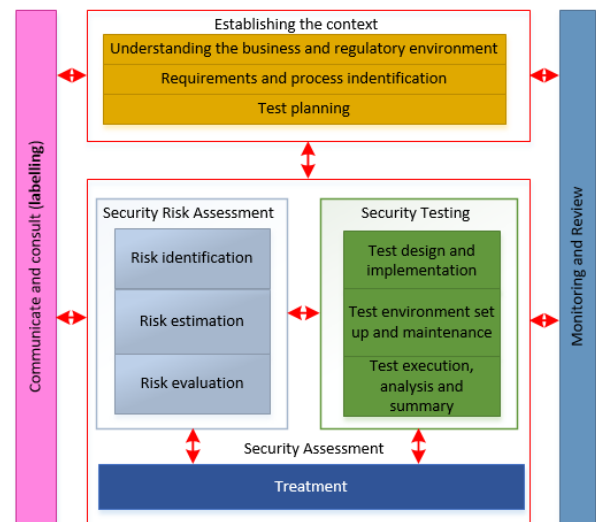 Establishing the context
Understanding the business and regulatory environment
Requirements and process indentification
Test planning
Communicate and consult (labelling)
Monitoring and Review
Security Risk Assessment
Risk identification
Risk estimation
Risk evaluation
Security Testing
Test design and
implementation
Test environment set
up and maintenance
Test execution,
analysis and
summary
Security Assessment
Treatment